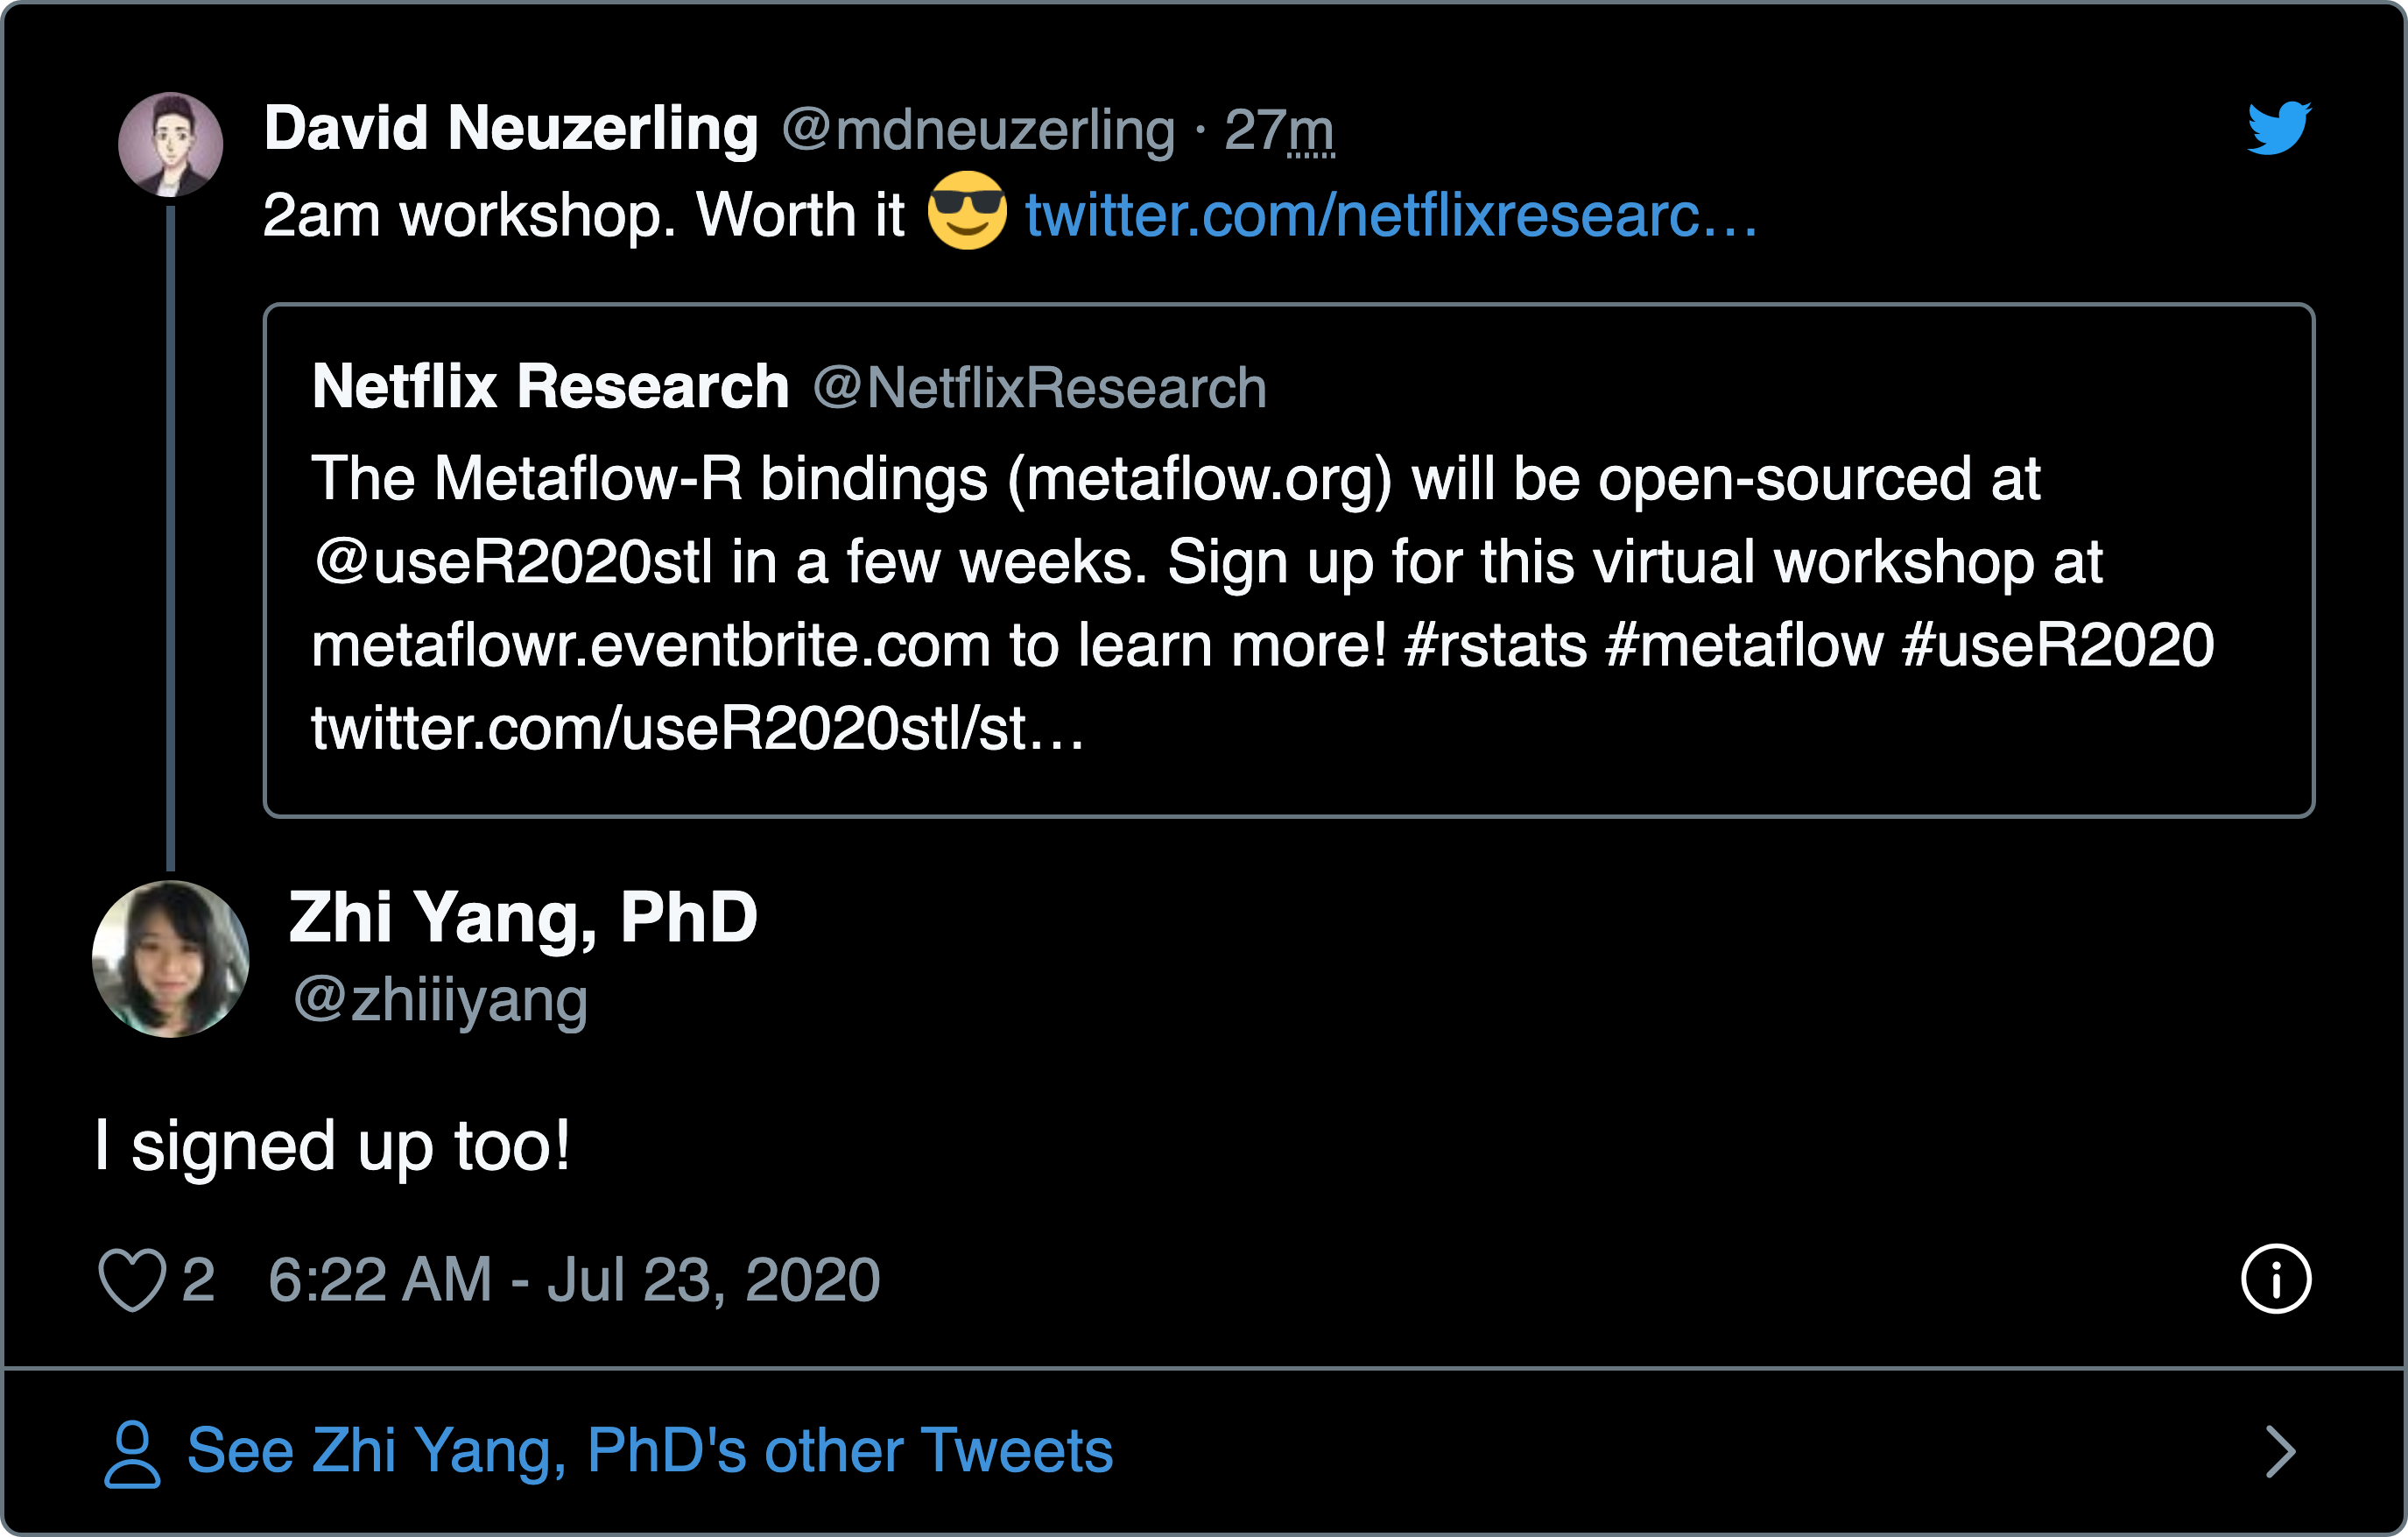 David Neuzerling @mdneuzerling · 27m
2am workshop. Worth it 😎 twitter.com/netflixresearc…
Netflix Research @NetflixResearch
The Metaflow-R bindings (metaflow.org) will be open-sourced at
@useR2020stl in a few weeks. Sign up for this virtual workshop at
metaflowr.eventbrite.com to learn more! #rstats #metaflow #useR2020
twitter.com/useR2020stl/st…
Zhi Yang, PhD
@zhiiiyang
I signed up too!
2 6:22 AM - Jul 23, 2020
See Zhi Yang, PhD's other Tweets